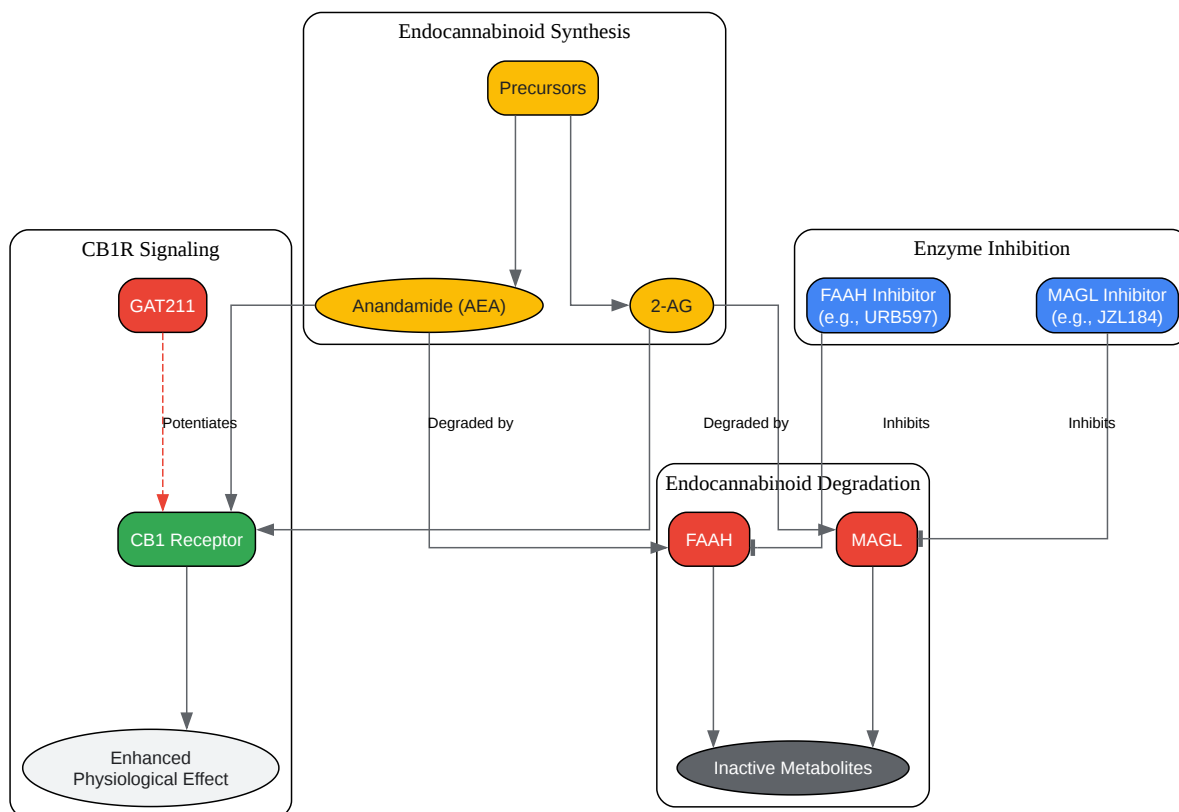 Endocannabinoid Synthesis
Precursors
CB1R Signaling
Enzyme Inhibition
GAT211
Anandamide (AEA)
2-AG
FAAH Inhibitor
(e.g., URB597)
MAGL Inhibitor
(e.g., JZL184)
Potentiates
Degraded by
Degraded by
Inhibits
Inhibits
Endocannabinoid Degradation
CB1 Receptor
FAAH
MAGL
Enhanced
Physiological Effect
Inactive Metabolites